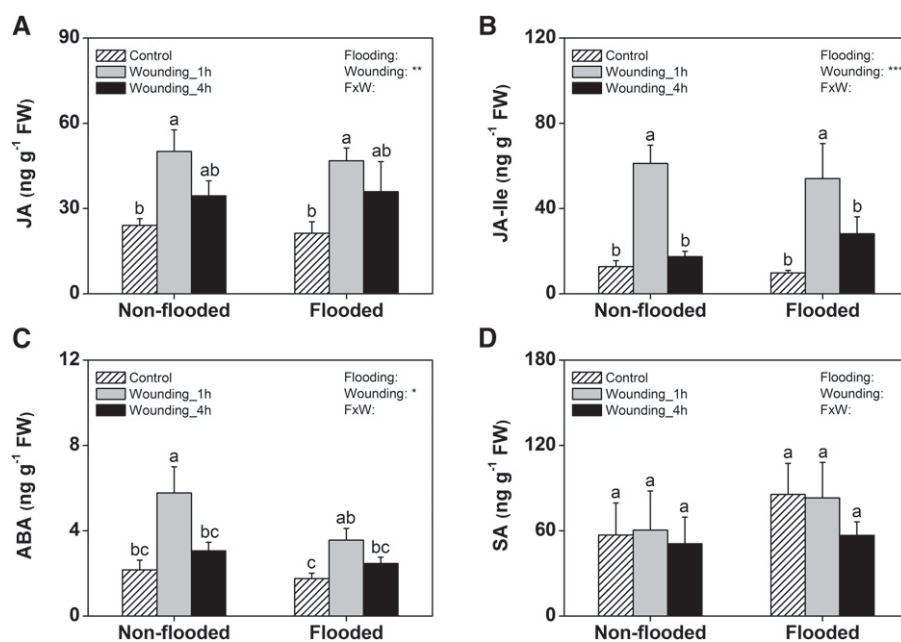 A
JA (ng g⁻¹ FW)
90
60
30
0
Control
Wounding_1h
Wounding_4h
Flooding:
Wounding: **
FxW:
b
a
ab
b
a
ab
Non-flooded
Flooded
B
JA-Ile (ng g⁻¹ FW)
120
80
40
0
Control
Wounding_1h
Wounding_4h
Flooding:
Wounding: ***
FxW:
b
a
b
b
a
b
Non-flooded
Flooded
C
ABA (ng g⁻¹ FW)
12
8
4
0
Control
Wounding_1h
Wounding_4h
Flooding:
Wounding: *
FxW:
bc
a
bc
c
ab
bc
Non-flooded
Flooded
D
SA (ng g⁻¹ FW)
180
120
60
0
Control
Wounding_1h
Wounding_4h
Flooding:
Wounding:
FxW:
a
a
a
a
a
a
Non-flooded
Flooded